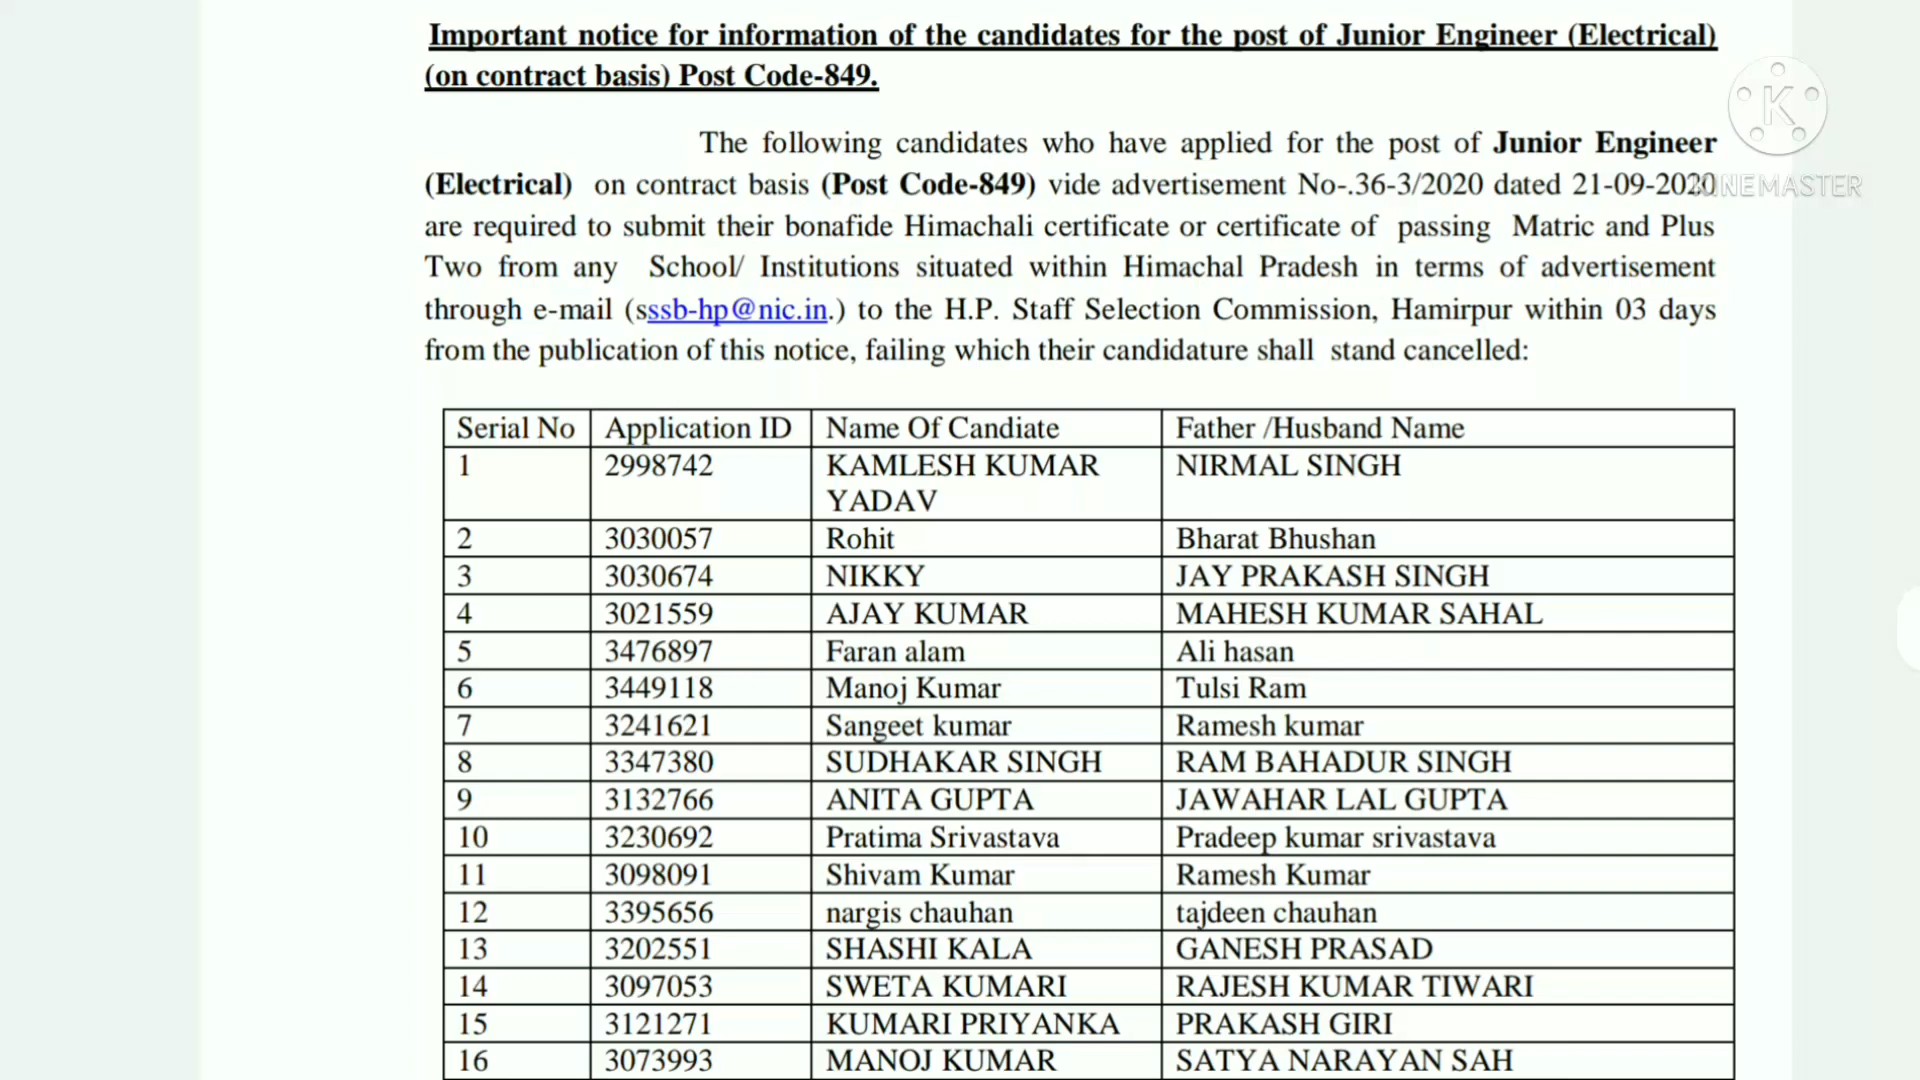 Important notice for information of the candidates for the post of Junior Engineer (Electrical)
(on contract basis) Post Code-849.
The following candidates who have applied for the post of Junior Engineer
(Electrical) on contract basis (Post Code-849) vide advertisement No-.36-3/2020 dated 21-09-2020
are required to submit their bonafide Himachali certificate or certificate of passing Matric and Plus
Two from any School/ Institutions situated within Himachal Pradesh in terms of advertisement
through e-mail (sssb-hp@nic.in.) to the H.P. Staff Selection Commission, Hamirpur within 03 days
from the publication of this notice, failing which their candidature shall stand cancelled:
K
KINEMASTER
Serial No Application ID Name Of Candiate Father /Husband Name
1 2998742 KAMLESH KUMAR NIRMAL SINGH
YADAV
2 3030057 Rohit Bharat Bhushan
3 3030674 NIKKY JAY PRAKASH SINGH
4 3021559 AJAY KUMAR MAHESH KUMAR SAHAL
5 3476897 Faran alam Ali hasan
6 3449118 Manoj Kumar Tulsi Ram
7 3241621 Sangeet kumar Ramesh kumar
8 3347380 SUDHAKAR SINGH RAM BAHADUR SINGH
9 3132766 ANITA GUPTA JAWAHAR LAL GUPTA
10 3230692 Pratima Srivastava Pradeep kumar srivastava
11 3098091 Shivam Kumar Ramesh Kumar
12 3395656 nargis chauhan tajdeen chauhan
13 3202551 SHASHI KALA GANESH PRASAD
14 3097053 SWETA KUMARI RAJESH KUMAR TIWARI
15 3121271 KUMARI PRIYANKA PRAKASH GIRI
16 3073993 MANOJ KUMAR SATYA NARAYAN SAH